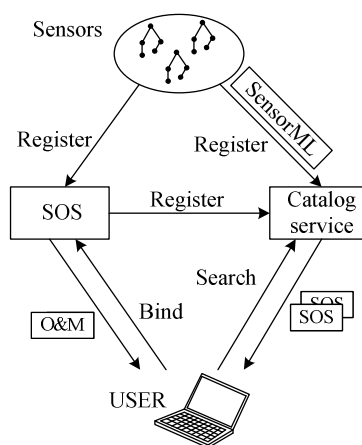 Sensors
SensorML
Register
Register
SOS
Register
Catalog
service
Search
SOS
SOS
O&M
Bind
USER